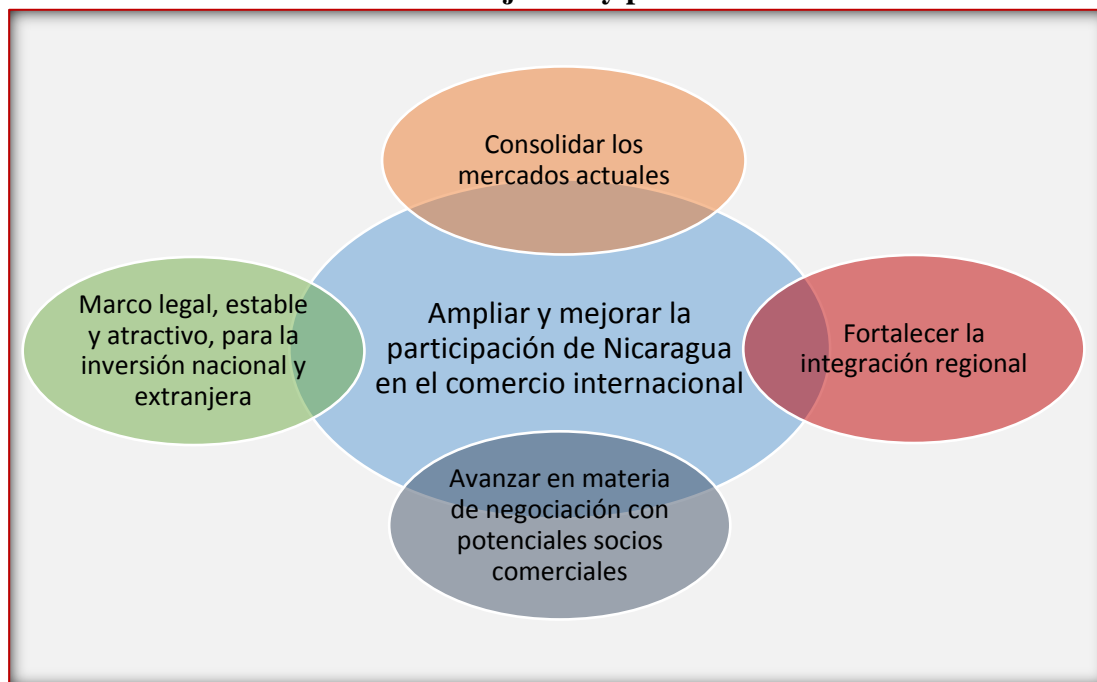 Consolidar los
mercados actuales
Marco legal, estable
y atractivo, para la
inversión nacional y
extranjera
Ampliar y mejorar la
participación de Nicaragua
en el comercio internacional
Fortalecer la
integración regional
Avanzar en materia
de negociación con
potenciales socios
comerciales